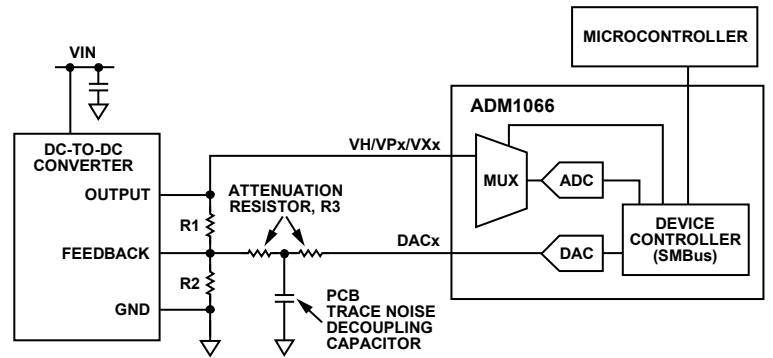 MICROCONTROLLER
VIN
ADM1066
DC-TO-DC
CONVERTER
VH/VPx/VXx
MUX
ADC
OUTPUT
ATTENUATION
RESISTOR, R3
R1
FEEDBACK
DACx
DAC
DEVICE
CONTROLLER
(SMBus)
R2
GND
PCB
TRACE NOISE
DECOUPLING
CAPACITOR